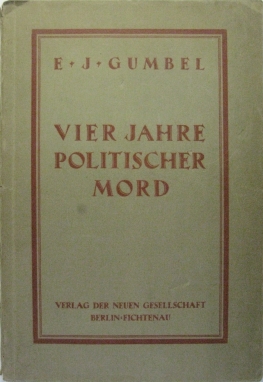 E·J·GUMBEL
VIER JAHRE
POLITISCHER
MORD
VERLAG DER NEUEN GESELLSCHAFT
BERLIN-FICHTENAU